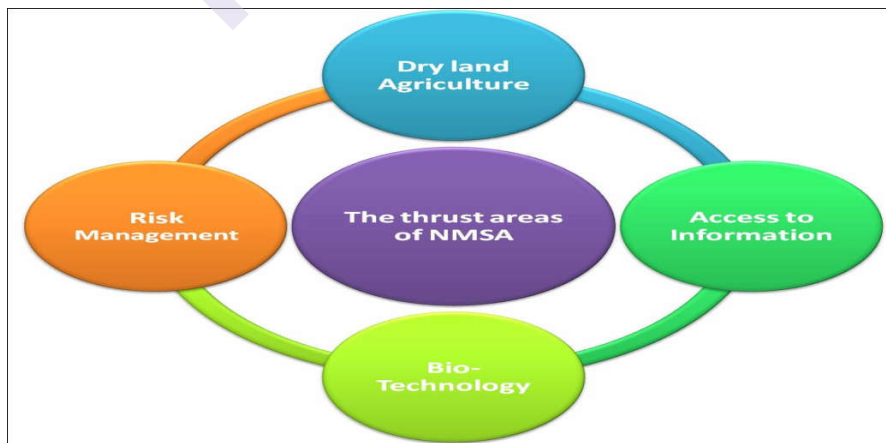 Dry land
Agriculture
Risk
Management
The thrust areas
of NMSA
Access to
Information
Bio-
Technology